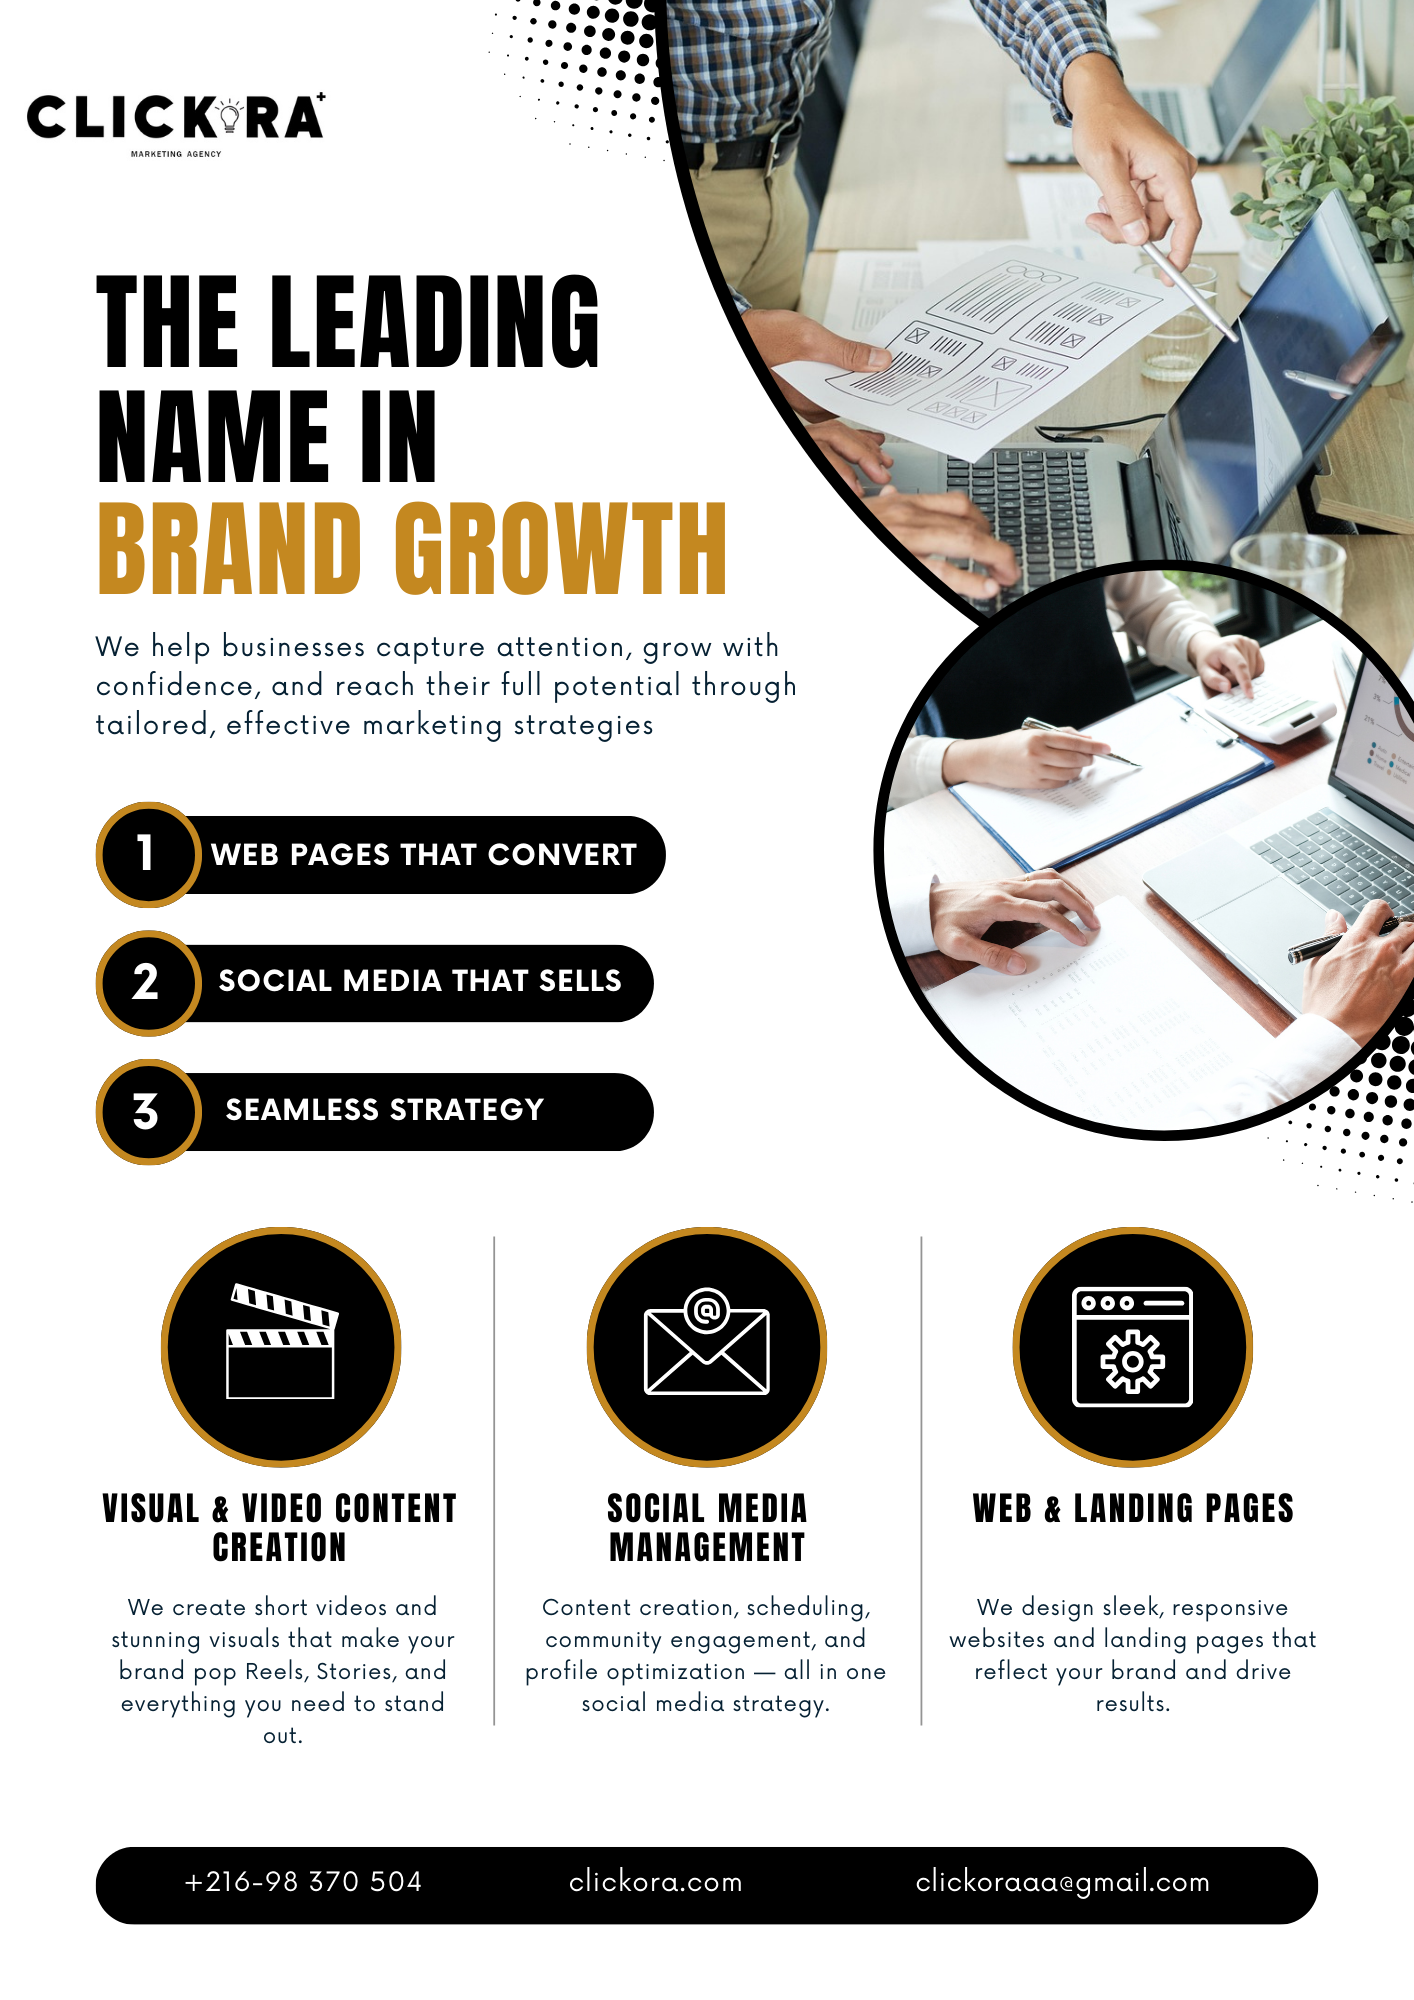 CLICKORA+
MARKETING AGENCY
THE LEADING
NAME IN
BRAND GROWTH
We help businesses capture attention, grow with
confidence, and reach their full potential through
tailored, effective marketing strategies
1 WEB PAGES THAT CONVERT
2 SOCIAL MEDIA THAT SELLS
3 SEAMLESS STRATEGY
VISUAL & VIDEO CONTENT
CREATION
We create short videos and
stunning visuals that make your
brand pop Reels, Stories, and
everything you need to stand
out.
SOCIAL MEDIA
MANAGEMENT
Content creation, scheduling,
community engagement, and
profile optimization — all in one
social media strategy.
WEB & LANDING PAGES
We design sleek, responsive
websites and landing pages that
reflect your brand and drive
results.
+216-98 370 504 clickora.com clickoraaa@gmail.com